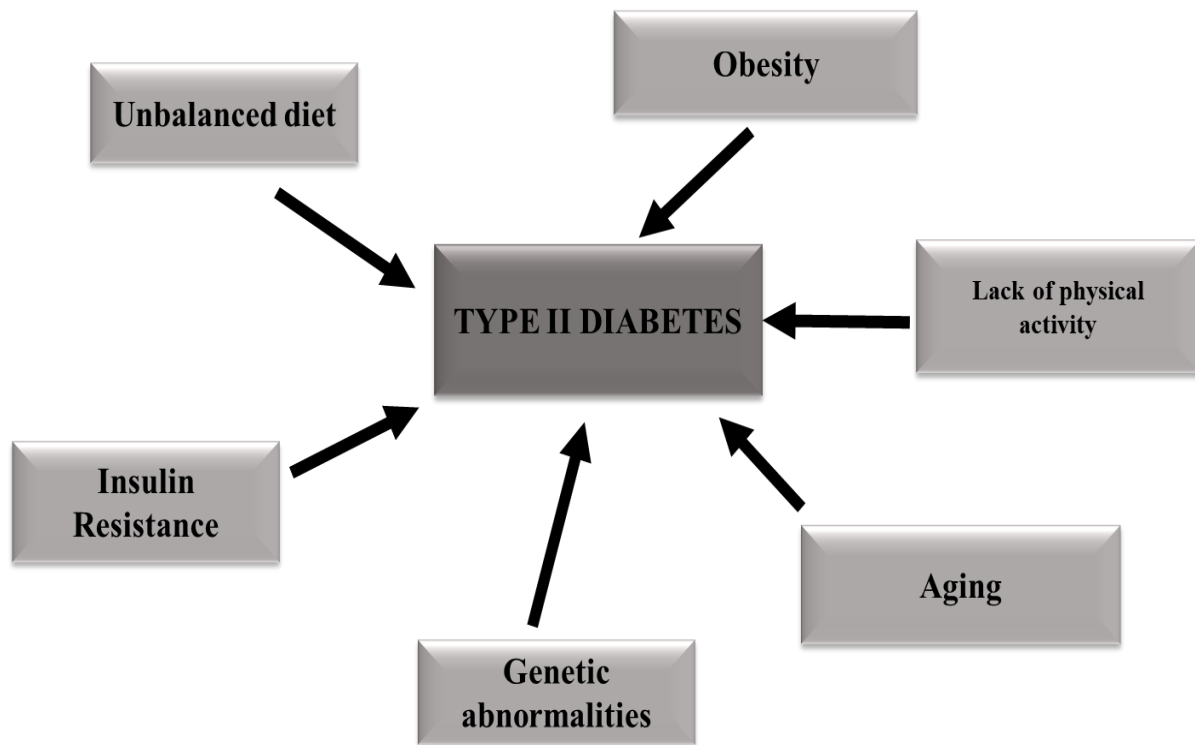 Obesity
Unbalanced diet
Lack of physical
activity
TYPE II DIABETES
Insulin
Resistance
Aging
Genetic
abnormalities